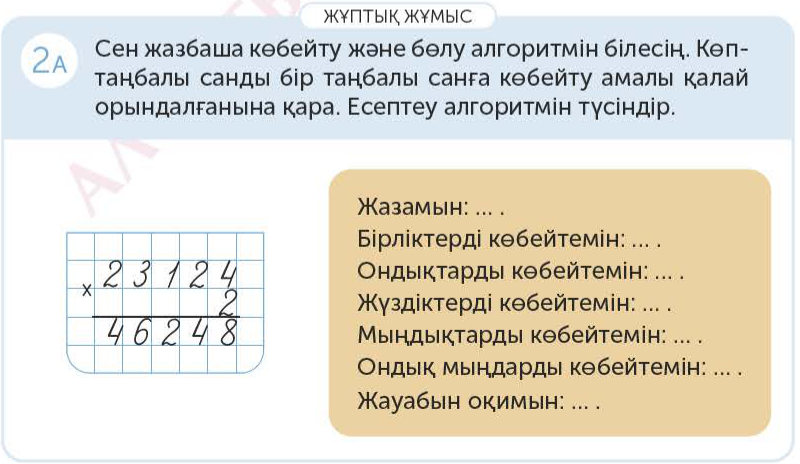 ЖҰПТЫҚ ЖҰМЫС
2А
Сен жазбаша көбейту және бөлу алгоритмін білесің. Көп-
таңбалы санды бір таңбалы санға көбейту амалы қалай
орындалғанына қара. Есептеу алгоритмін түсіндір.
Жазамын: ... .
Бірліктерді көбейтемін: ... .
Ондықтарды көбейтемін: ... .
Жүздіктерді көбейтемін: ... .
Мыңдықтарды көбейтемін: ... .
Ондық мыңдарды көбейтемін: ... .
Жауабын оқимын: ... .
23124
х 2
46248